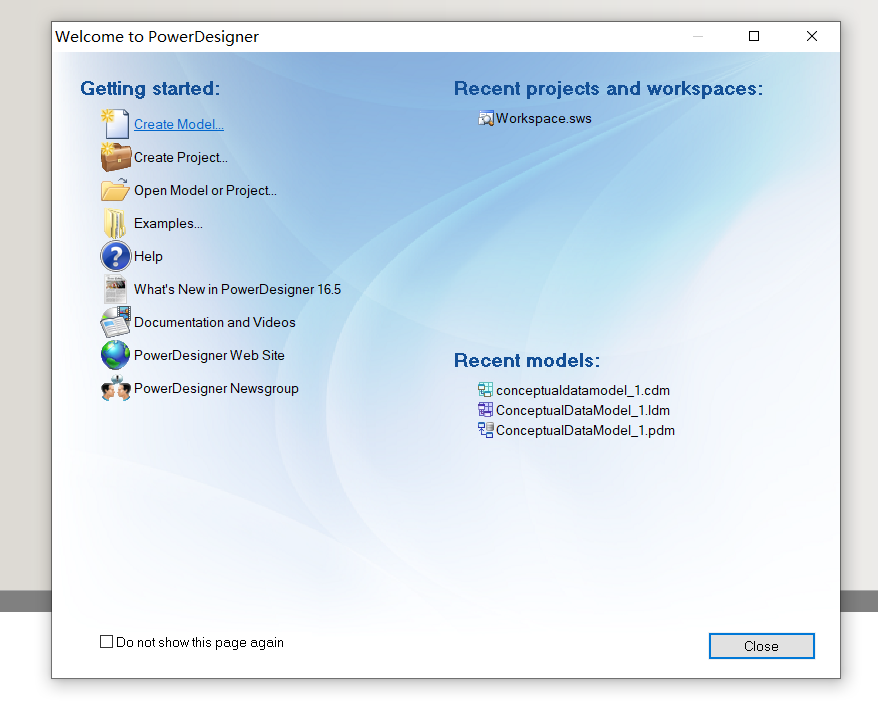 Welcome to PowerDesigner
Getting started:
Create Model...
Create Project...
Open Model or Project...
Examples...
Help
What's New in PowerDesigner 16.5
Documentation and Videos
PowerDesigner Web Site
PowerDesigner Newsgroup
Recent projects and workspaces:
Workspace.sws
Recent models:
conceptualdatamodel_1.cdm
ConceptualDataModel_1.ldm
ConceptualDataModel_1.pdm
Do not show this page again
Close